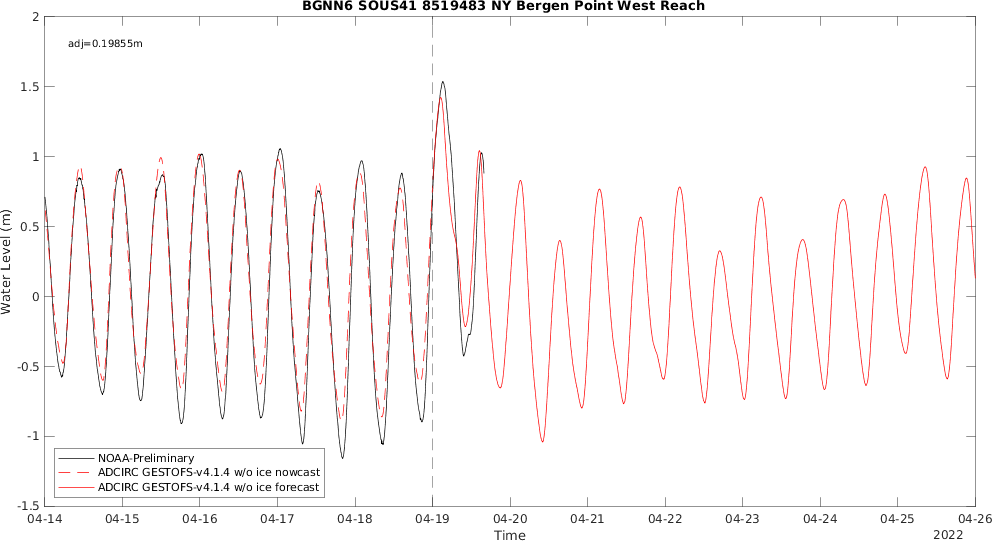 BGNN6 SOUS41 8519483 NY Bergen Point West Reach
adj=0.19855m
Water Level (m)
2
1.5
1
0.5
0
-0.5
-1
-1.5
NOAA-Preliminary
ADCIRC GESTOFS-v4.1.4 w/o ice nowcast
ADCIRC GESTOFS-v4.1.4 w/o ice forecast
04-14 04-15 04-16 04-17 04-18 04-19 04-20 04-21 04-22 04-23 04-24 04-25 04-26
Time
2022